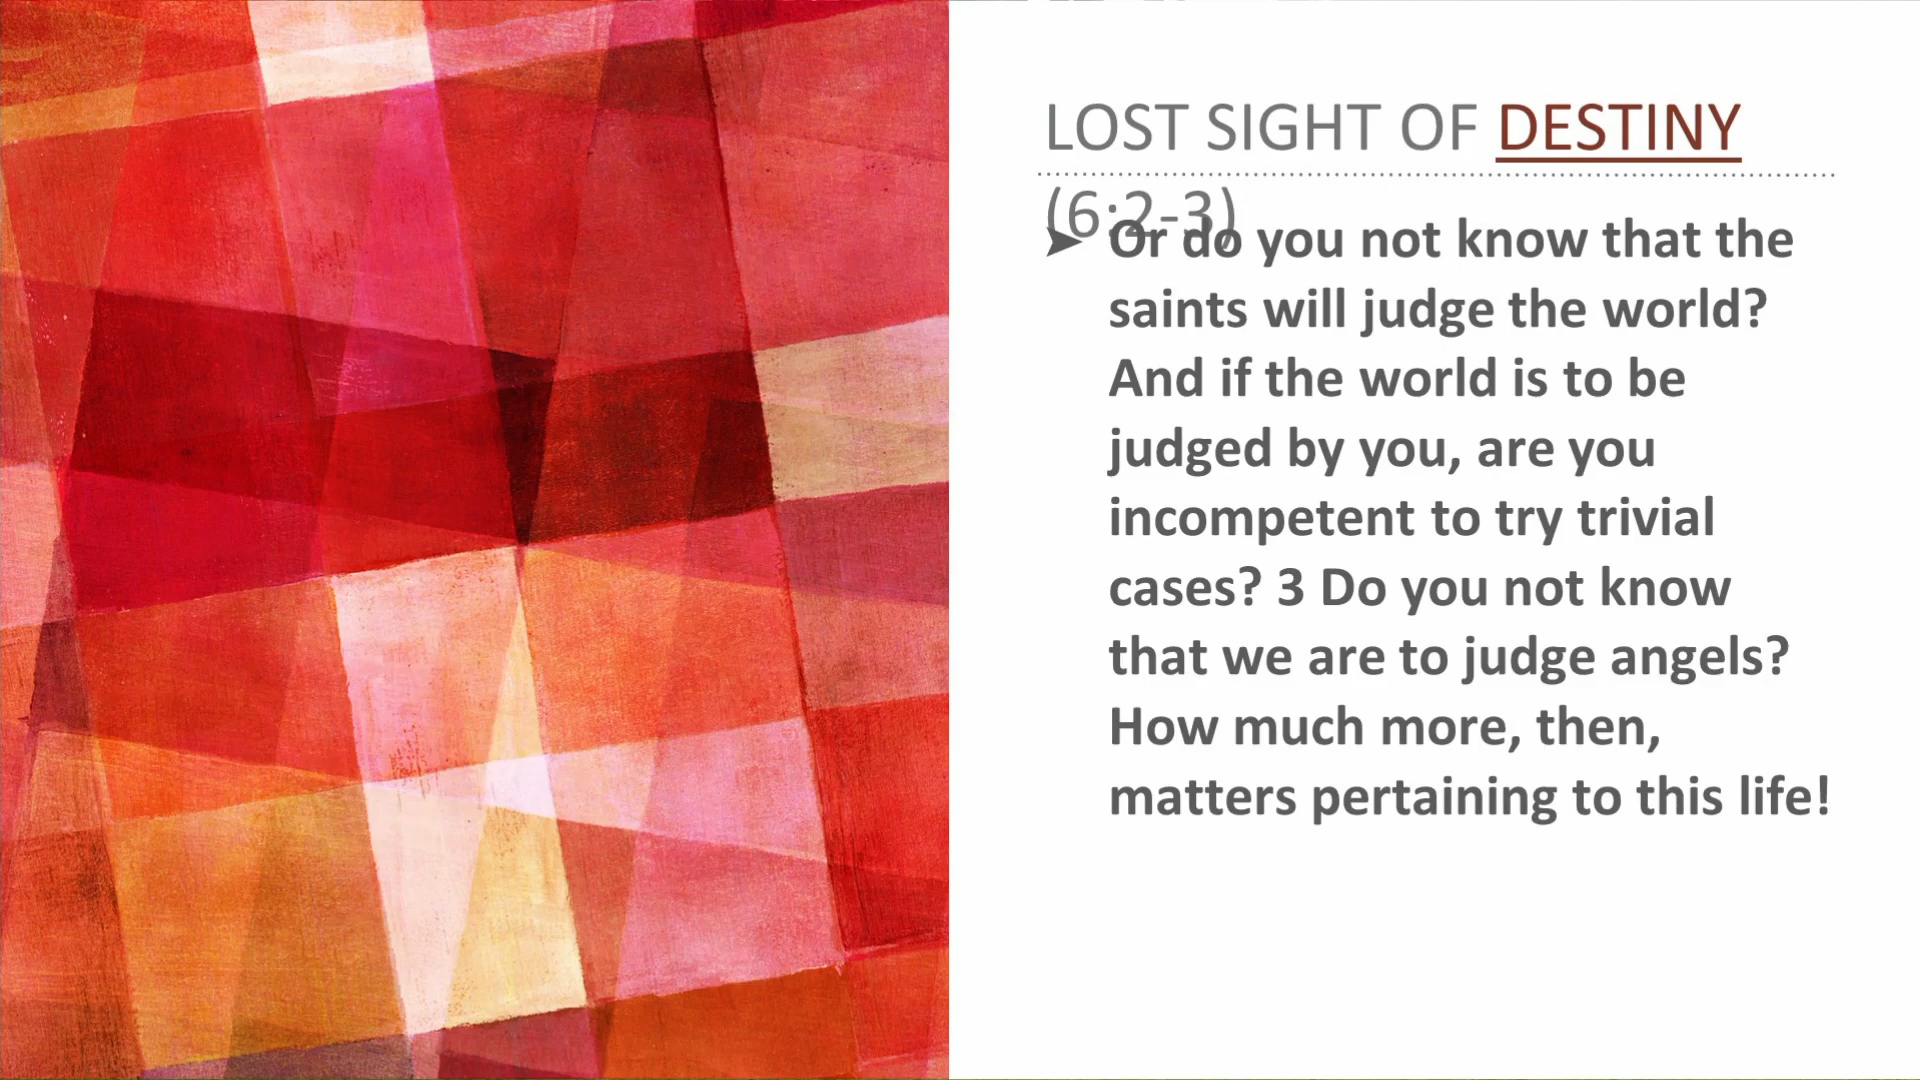 LOST SIGHT OF DESTINY
(6:2-3)
➤ Or do you not know that the
saints will judge the world?
And if the world is to be
judged by you, are you
incompetent to try trivial
cases? 3 Do you not know
that we are to judge angels?
How much more, then,
matters pertaining to this life!